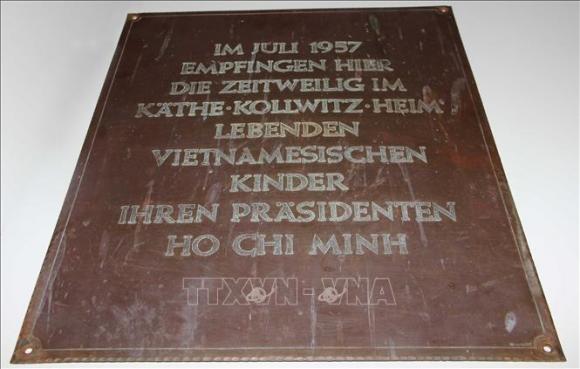 IM JULI 1957
EMPFINGEN HIER
DIE ZEITWEILIG IM
KÄTHE·KOLLWITZ·HEIM
LEBENDEN
VIETNAMESISCHEN
KINDER
IHREN PRÄSIDENTEN
HO CHI MINH
TTXVN - VNA